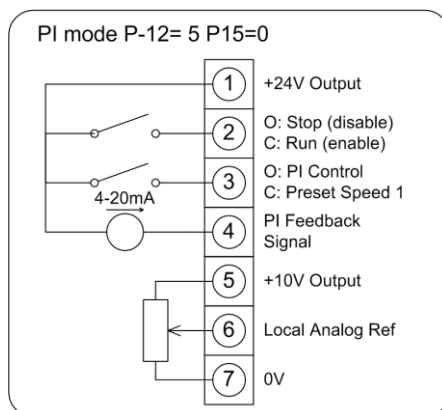 PI mode P-12= 5 P15=0
1 +24V Output
2 O: Stop (disable)
C: Run (enable)
3 O: PI Control
C: Preset Speed 1
4-20mA
4 PI Feedback
Signal
5 +10V Output
6 Local Analog Ref
7 0V